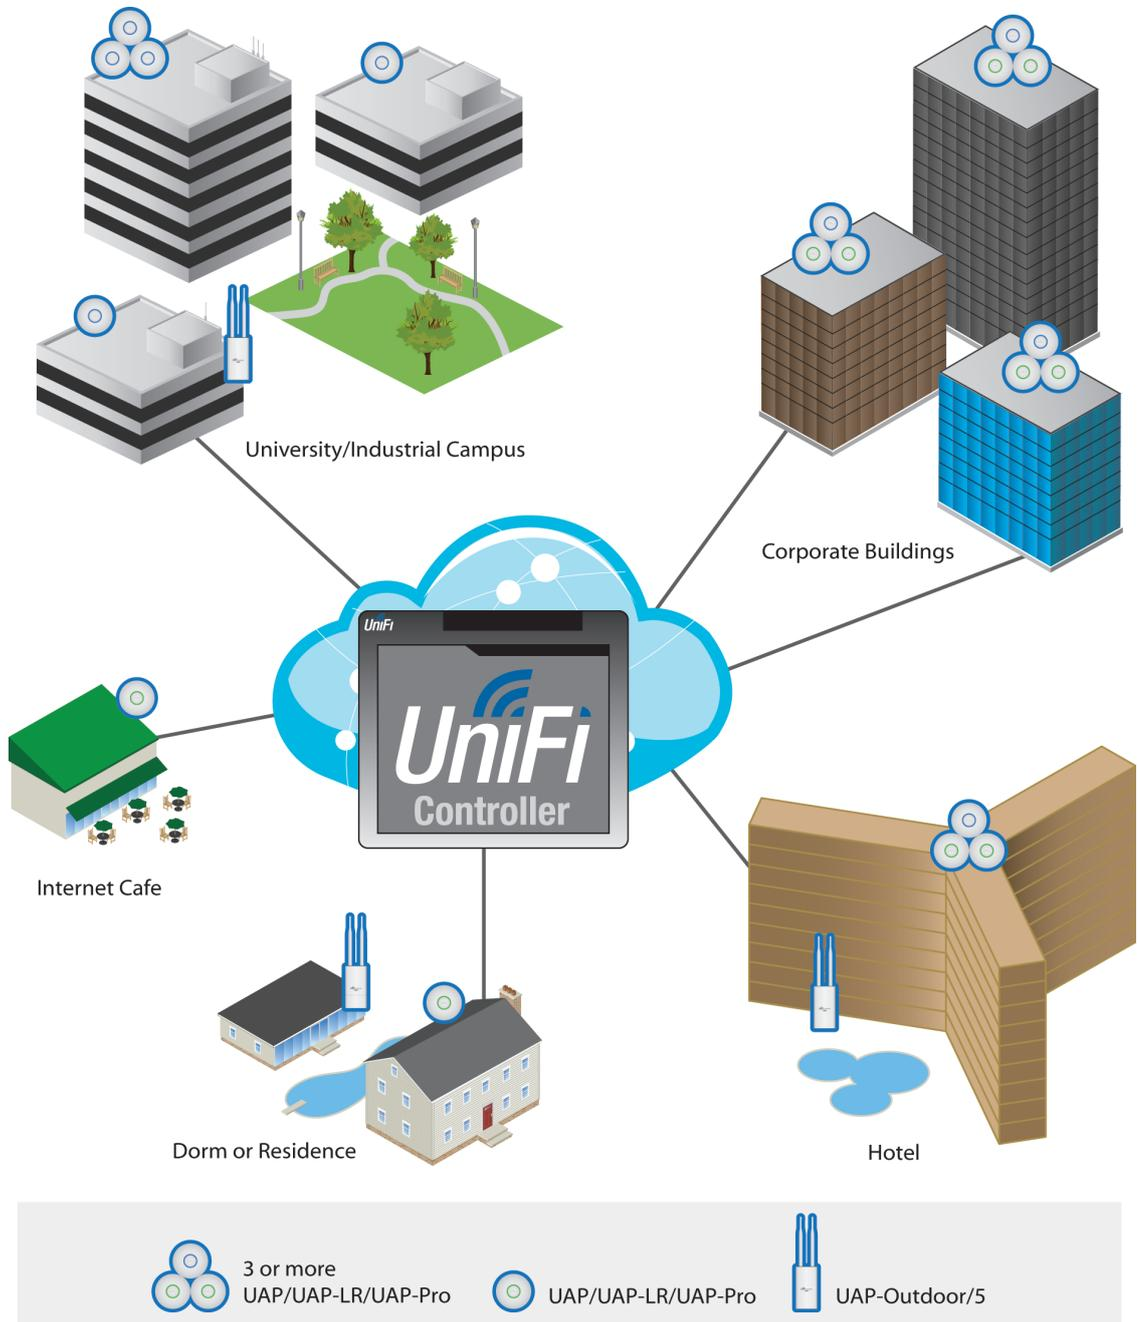 University/Industrial Campus
Corporate Buildings
UniFi
UniFi
Controller
Internet Cafe
Dorm or Residence
Hotel
3 or more
UAP/UAP-LR/UAP-Pro
UAP/UAP-LR/UAP-Pro
UAP-Outdoor/5